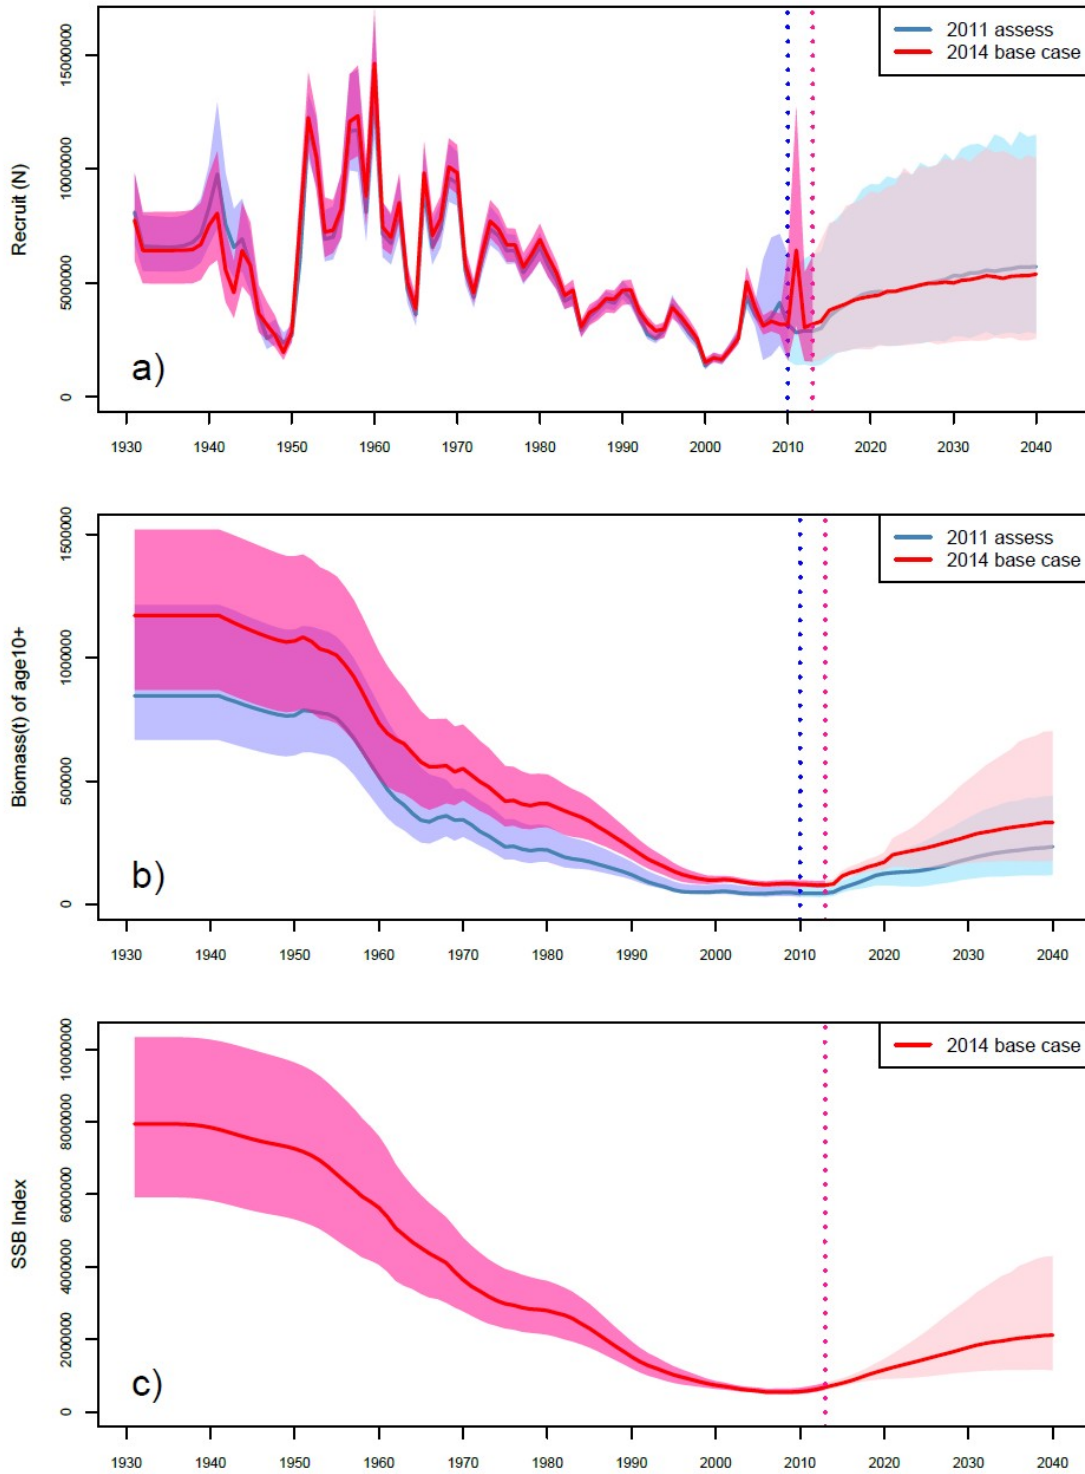 2011 assess
2014 base case
Recruit (N)
15000000
10000000
5000000
0
a)
1930 1940 1950 1960 1970 1980 1990 2000 2010 2020 2030 2040
2011 assess
2014 base case
Biomass(t) of age10+
1500000
1000000
500000
0
b)
1930 1940 1950 1960 1970 1980 1990 2000 2010 2020 2030 2040
2014 base case
SSB Index
10000000
8000000
6000000
4000000
2000000
0
c)
1930 1940 1950 1960 1970 1980 1990 2000 2010 2020 2030 2040